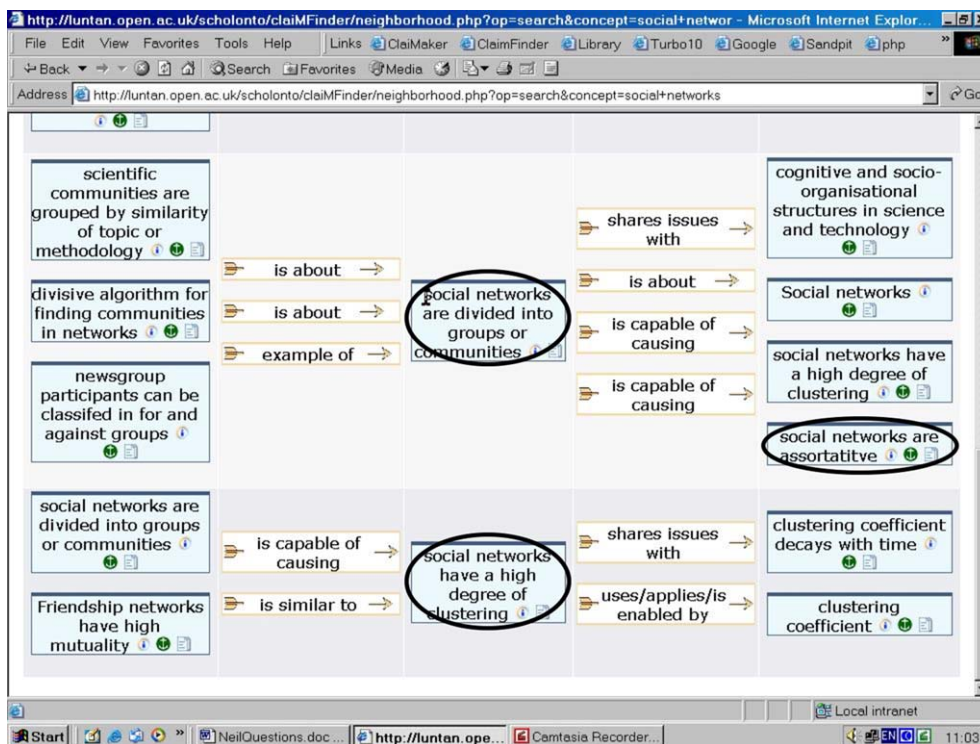 http://luntan.open.ac.uk/scholonto/claiMFinder/neighborhood.php?op=search&concept=social+networ - Microsoft Internet Explor...
File Edit View Favorites Tools Help Links ClaiMaker ClaimFinder Library Turbo10 Google Sandpit php »
Back Search Favorites Media
Address http://luntan.open.ac.uk/scholonto/claiMFinder/neighborhood.php?op=search&concept=social+networks Go
scientific
communities are
grouped by similarity
of topic or
methodology
divisive algorithm for
finding communities
in networks
newsgroup
participants can be
classifed in for and
against groups
is about
is about
example of
social networks
are divided into
groups or
communities
shares issues
with
is about
is capable of
causing
is capable of
causing
cognitive and socio-
organisational
structures in science
and technology
Social networks
social networks have
a high degree of
clustering
social networks are
assortatitve
social networks are
divided into groups
or communities
Friendship networks
have high
mutuality
is capable of
causing
is similar to
social networks
have a high
degree of
clustering
shares issues
with
uses/applies/is
enabled by
clustering coefficient
decays with time
clustering
coefficient
Local intranet
Start » NeilQuestions.doc ... http://luntan.ope... Camtasia Recorder... EN 11:03